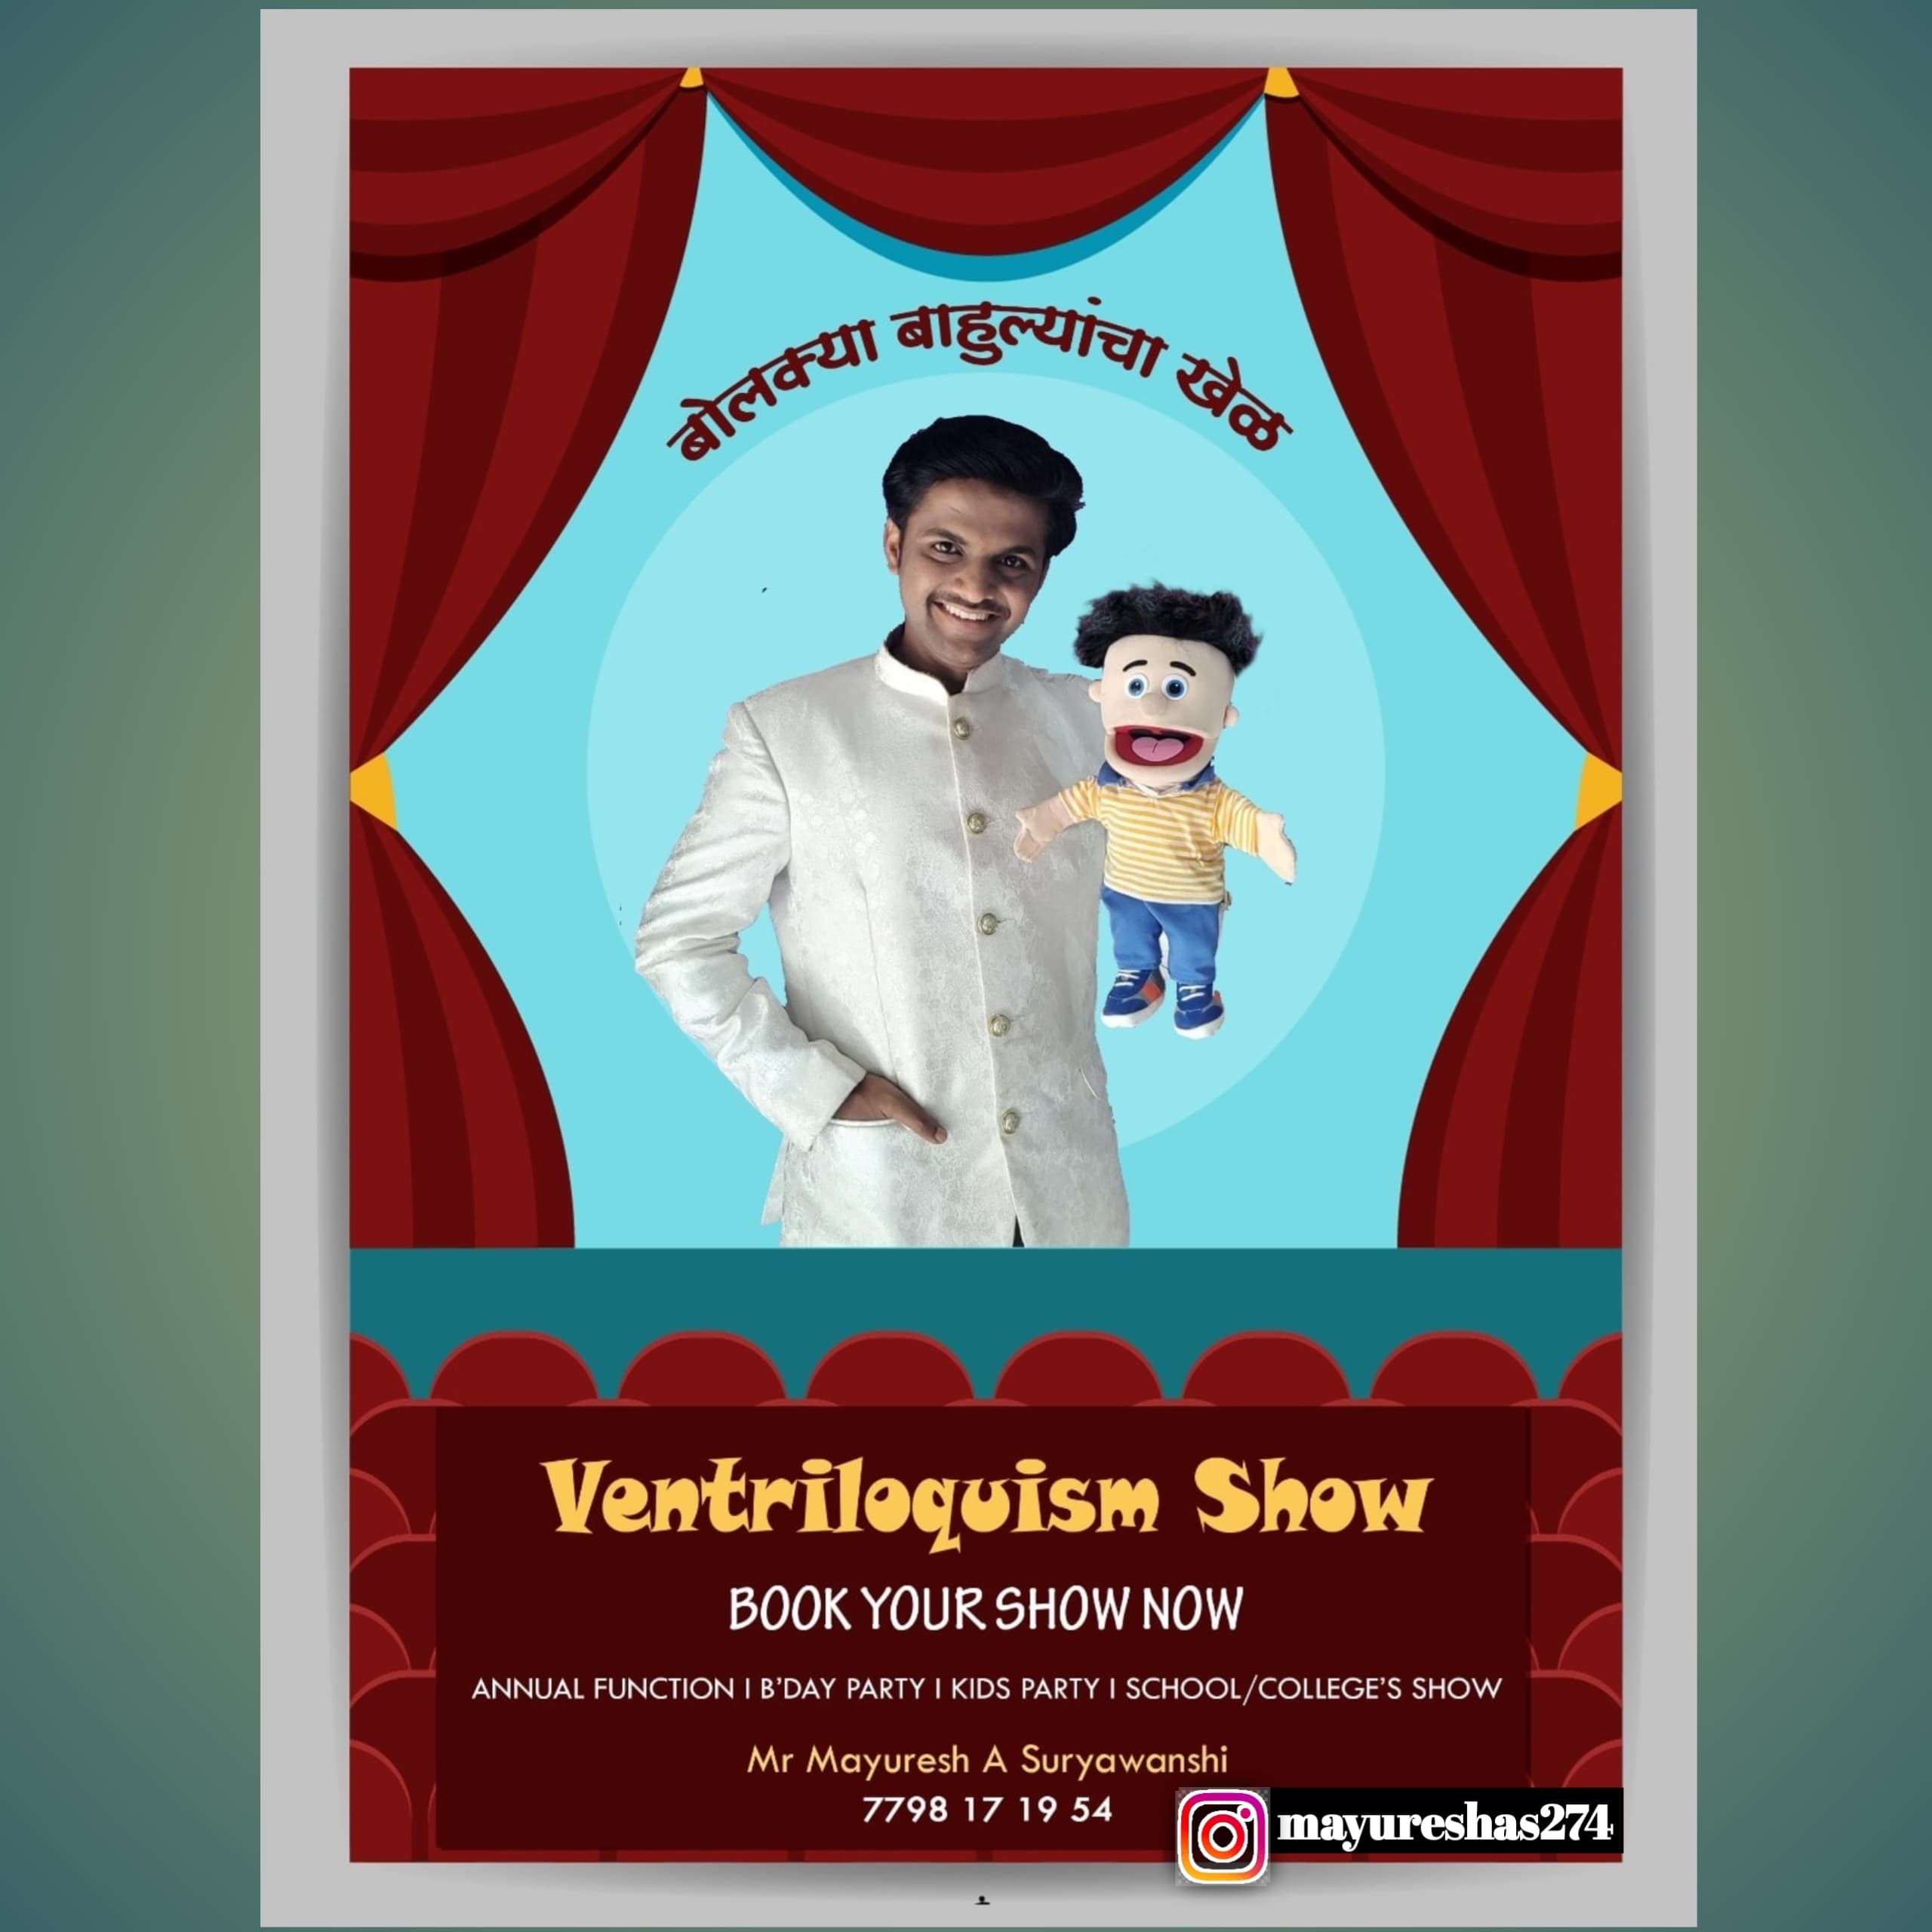 बोलक्या बाहुल्यांचा खेळ
Ventriloquism Show
BOOK YOUR SHOW NOW
ANNUAL FUNCTION I B'DAY PARTY I KIDS PARTY I SCHOOL/COLLEGE'S SHOW
Mr Mayuresh A Suryawanshi
7798 17 19 54
mayureshas274